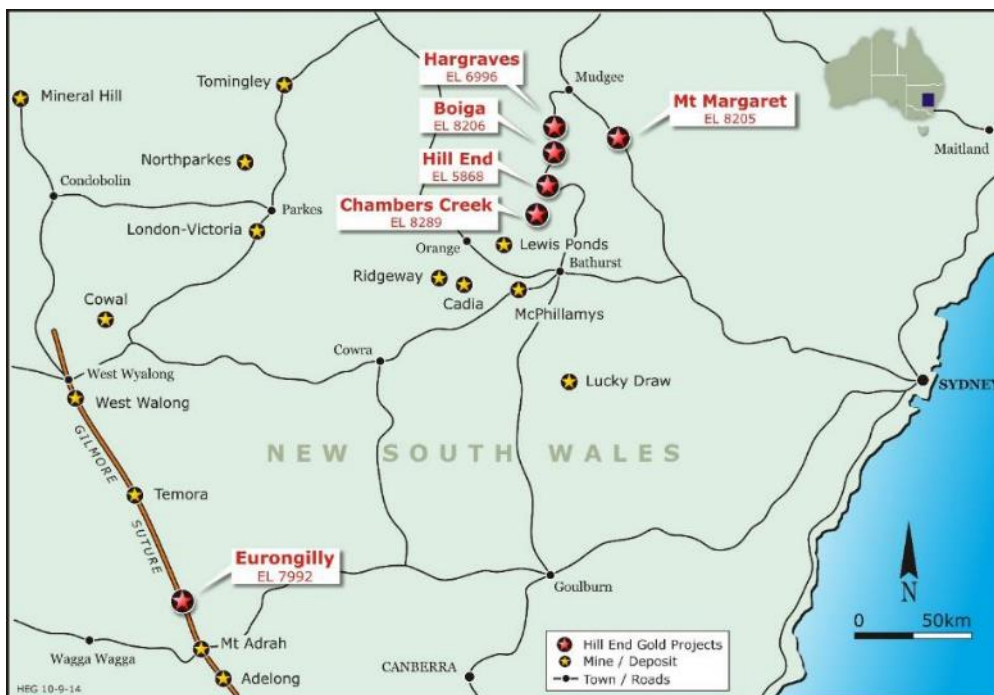 Hargraves
EL 6996
Mudgee
Tomingley
Mineral Hill
Boiga
EL 8206
Mt Margaret
EL 8205
Maitland
Northparkes
Hill End
EL 5868
Condobolin
Chambers Creek
EL 8289
Parkes
London-Victoria
Orange
Lewis Ponds
Bathurst
Ridgeway
Cadia
Cowal
McPhillamys
Cowra
West Wyalong
Lucky Draw
SYDNEY
West Walong
NEW SOUTH WALES
GILMORE
Temora
SUTURE
Eurongilly
EL 7992
Goulburn
N
0 50km
Mt Adrah
Hill End Gold Projects
Wagga Wagga
Mine / Deposit
CANBERRA
Town / Roads
Adelong
HEG 10-9-14